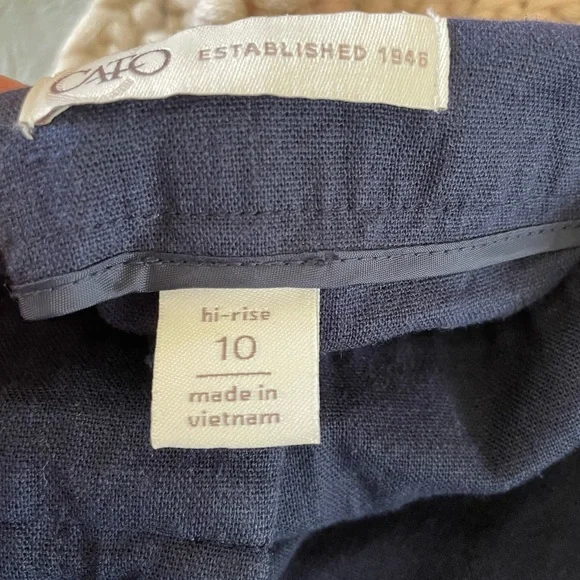 CATO ESTABLISHED 1946
hi-rise
10
made in
vietnam